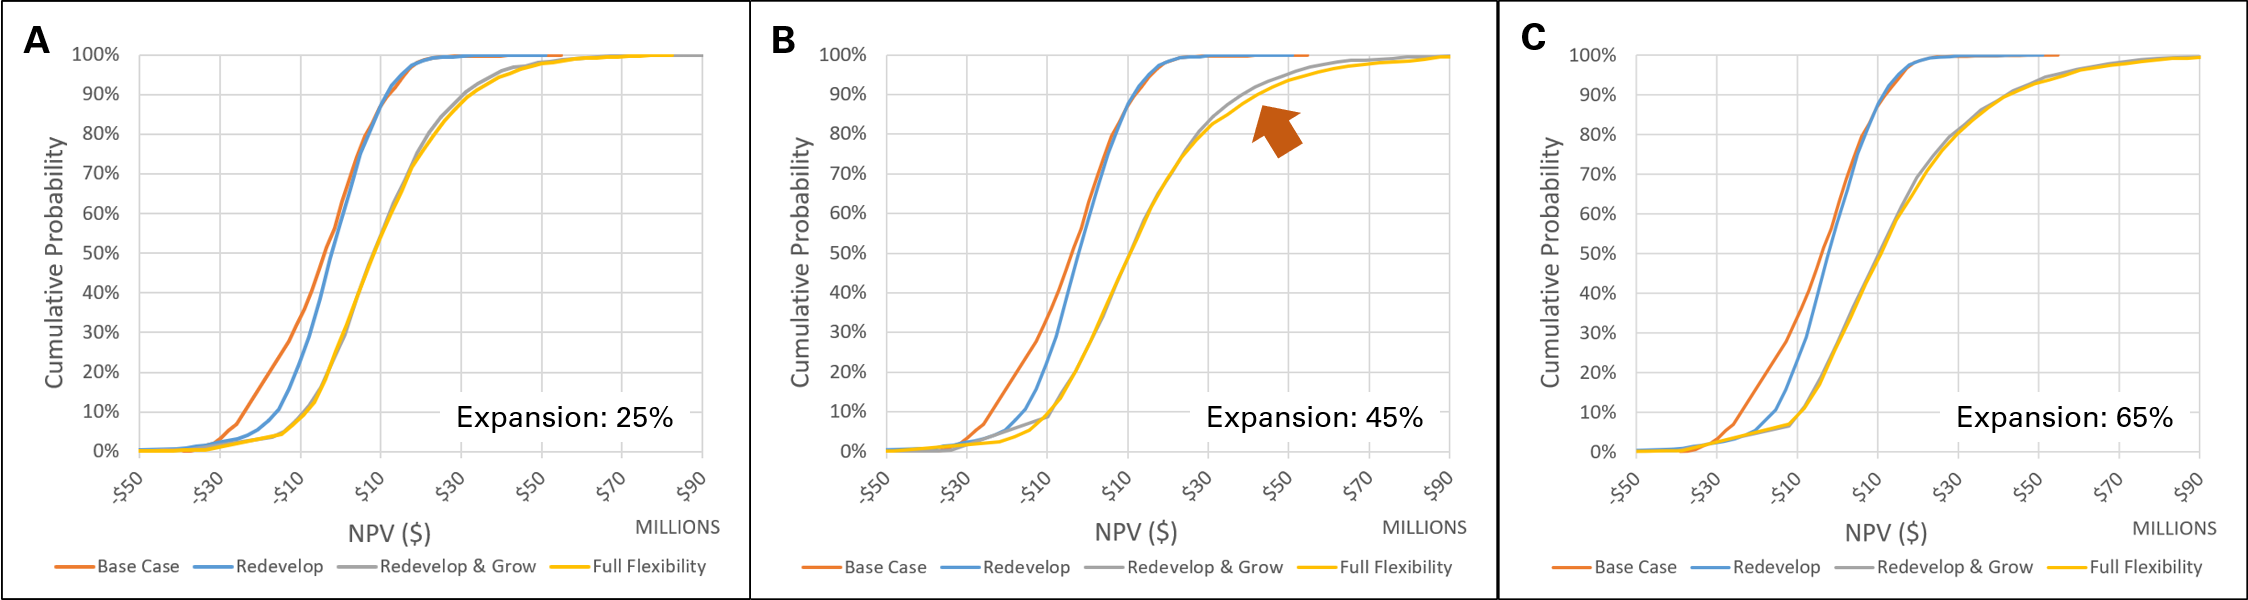 A
100%
90%
80%
70%
60%
50%
40%
30%
20%
10%
0%
Cumulative Probability
Expansion: 25%
-$50 -$30 -$10 $10 $30 $50 $70 $90
NPV ($)
MILLIONS
Base Case Redevelop Redevelop & Grow Full Flexibility
B
100%
90%
80%
70%
60%
50%
40%
30%
20%
10%
0%
Cumulative Probability
Expansion: 45%
-$50 -$30 -$10 $10 $30 $50 $70 $90
NPV ($)
MILLIONS
Base Case Redevelop Redevelop & Grow Full Flexibility
C
100%
90%
80%
70%
60%
50%
40%
30%
20%
10%
0%
Cumulative Probability
Expansion: 65%
-$50 -$30 -$10 $10 $30 $50 $70 $90
NPV ($)
MILLIONS
Base Case Redevelop Redevelop & Grow Full Flexibility